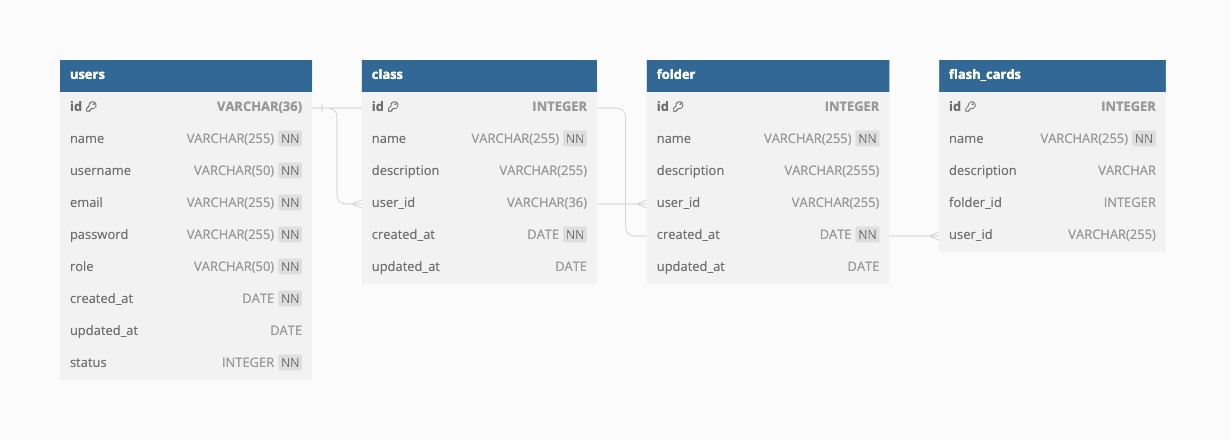 users
id VARCHAR(36)
name VARCHAR(255) NN
username VARCHAR(50) NN
email VARCHAR(255) NN
password VARCHAR(255) NN
role VARCHAR(50) NN
created_at DATE NN
updated_at DATE
status INTEGER NN
class
id INTEGER
name VARCHAR(255) NN
description VARCHAR(255)
user_id VARCHAR(36)
created_at DATE NN
updated_at DATE
folder
id INTEGER
name VARCHAR(255) NN
description VARCHAR(2555)
user_id VARCHAR(255)
created_at DATE NN
updated_at DATE
flash_cards
id INTEGER
name VARCHAR(255) NN
description VARCHAR
folder_id INTEGER
user_id VARCHAR(255)